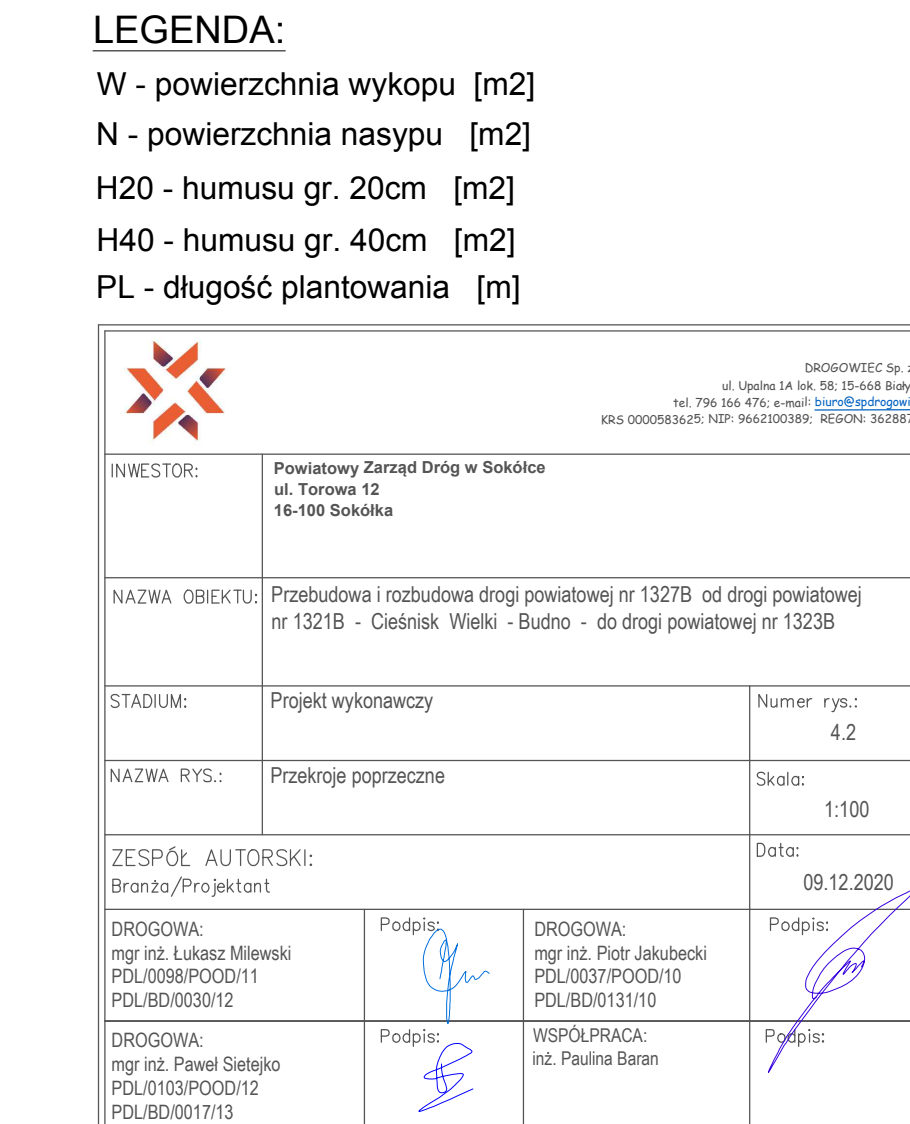 LEGENDA:
W - powierzchnia wykopu [m2]
N - powierzchnia nasypu [m2]
H20 - humusu gr. 20cm [m2]
H40 - humusu gr. 40cm [m2]
PL - długość plantowania [m]
DROGOWIEC Sp.
ul. Upalna 1A lok. 58; 15-668
tel. 796 166 476; e-mail:
KRS 0000583625; NIP: 9662100389; REGON:
INWESTOR:
Powiatowy Zarząd Dróg w Sokółce
ul. Torowa 12
16-100 Sokółka
NAZWA OBIEKTU:
Przebudowa i rozbudowa drogi powiatowej nr 1327B od drogi powiatowej
nr 1321B - Cieśnisk Wielki - Budno - do drogi powiatowej nr 1323B
STADIUM:
Projekt wykonawczy
Numer rys.:
4.2
NAZWA RYS.:
Przekroje poprzeczne
Skala:
1:100
ZESPÓŁ AUTORSKI:
Branża/Projektant
Data:
09.12.2020
DROGOWA:
mgr inż. Łukasz Milewski
PDL/0098/POOD/11
PDL/BD/0030/12
Podpis:
DROGOWA:
mgr inż. Piotr Jakubecki
PDL/0037/POOD/10
PDL/BD/0131/10
Podpis:
DROGOWA:
mgr inż. Paweł Sietejko
PDL/0103/POOD/12
PDL/BD/0017/13
Podpis:
WSPÓŁPRACA:
inż. Paulina Baran
Podpis: